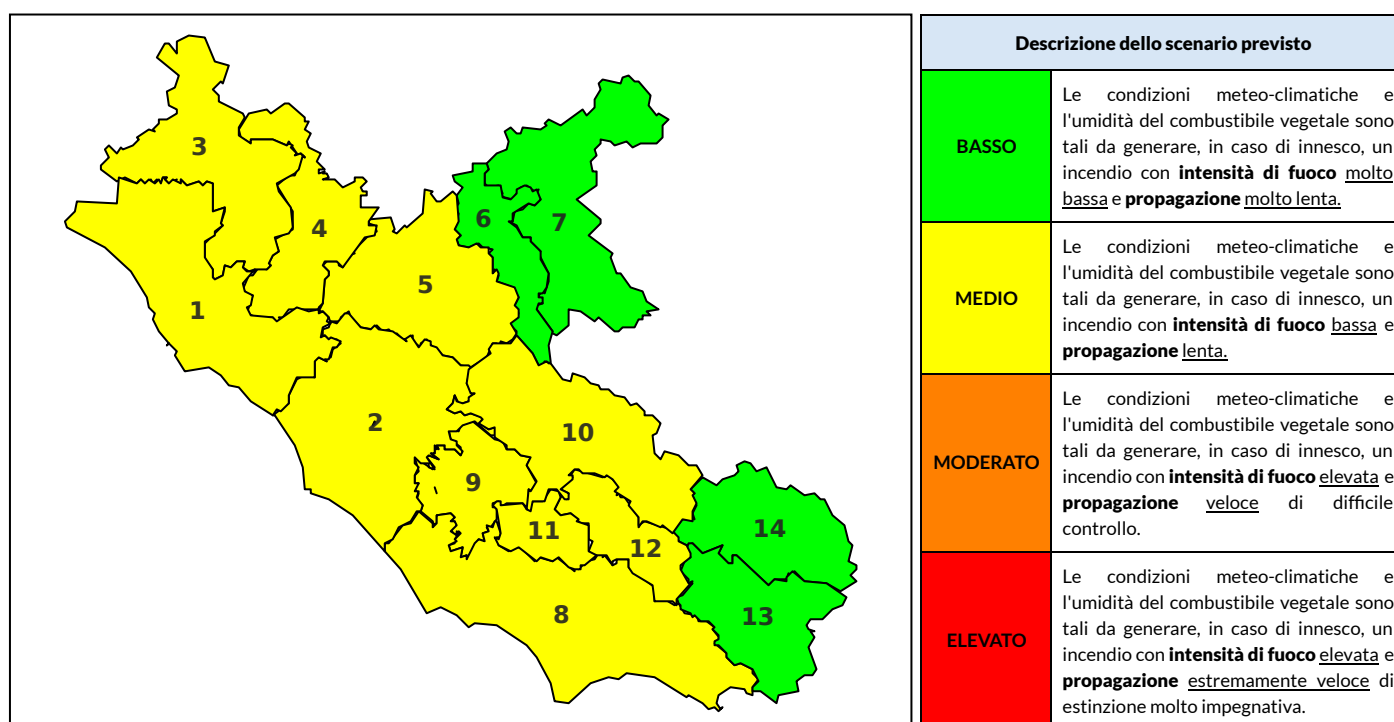 3
4
6
7
5
1
2
10
9
11
12
14
13
8
Descrizione dello scenario previsto
BASSO
Le condizioni meteo-climatiche e
l'umidità del combustibile vegetale sono
tali da generare, in caso di innesco, un
incendio con intensità di fuoco molto
bassa e propagazione molto lenta.
MEDIO
Le condizioni meteo-climatiche e
l'umidità del combustibile vegetale sono
tali da generare, in caso di innesco, un
incendio con intensità di fuoco bassa e
propagazione lenta.
MODERATO
Le condizioni meteo-climatiche e
l'umidità del combustibile vegetale sono
tali da generare, in caso di innesco, un
incendio con intensità di fuoco elevata e
propagazione veloce di difficile
controllo.
ELEVATO
Le condizioni meteo-climatiche e
l'umidità del combustibile vegetale sono
tali da generare, in caso di innesco, un
incendio con intensità di fuoco elevata e
propagazione estremamente veloce di
estinzione molto impegnativa.